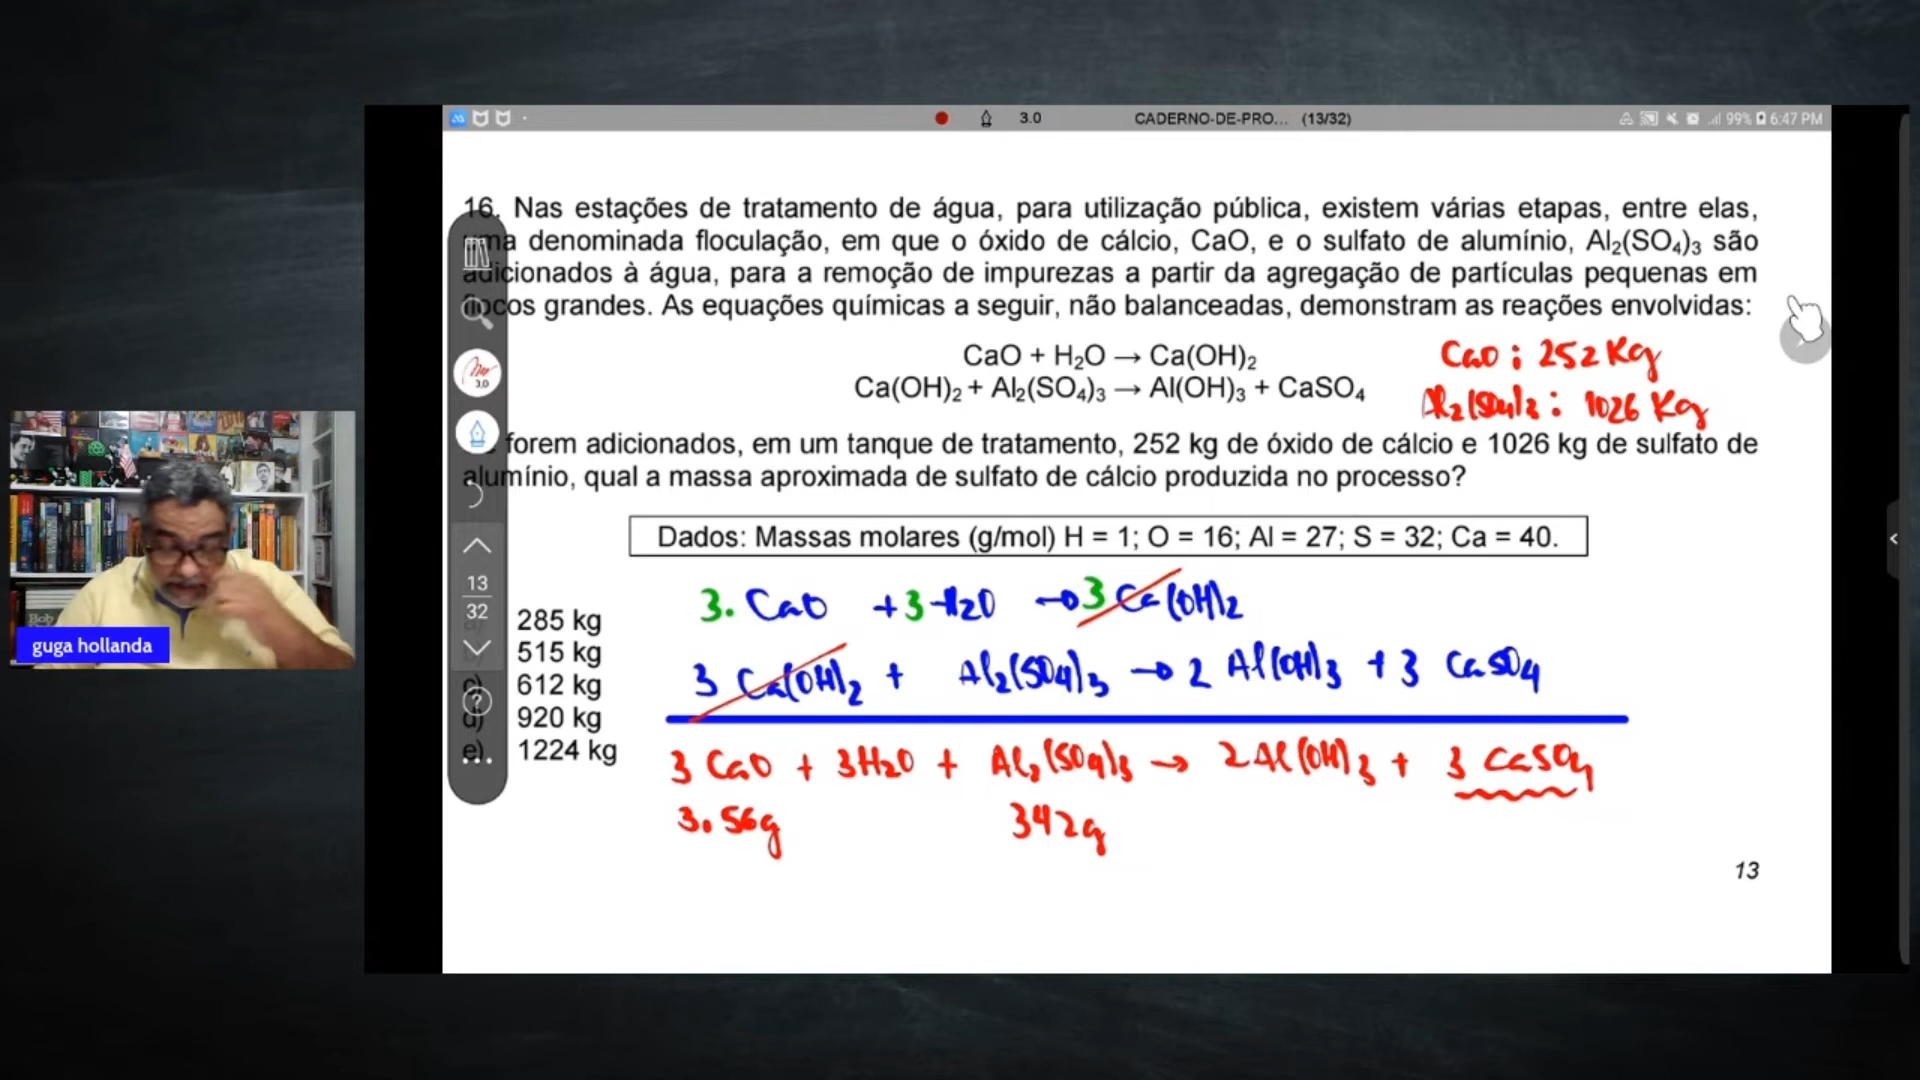 3.0 CADERNO-DE-PRO... (13/32) 99% 6:47 PM
16. Nas estações de tratamento de água, para utilização pública, existem várias etapas, entre elas,
uma denominada floculação, em que o óxido de cálcio, CaO, e o sulfato de alumínio, Al₂(SO₄)₃ são
adicionados à água, para a remoção de impurezas a partir da agregação de partículas pequenas em
flocos grandes. As equações químicas a seguir, não balanceadas, demonstram as reações envolvidas:
CaO + H₂O → Ca(OH)₂
Ca(OH)₂ + Al₂(SO₄)₃ → Al(OH)₃ + CaSO₄
CaO : 252 Kg
Al₂(SO₄)₃ : 1026 Kg
3.0
forem adicionados, em um tanque de tratamento, 252 kg de óxido de cálcio e 1026 kg de sulfato de
alumínio, qual a massa aproximada de sulfato de cálcio produzida no processo?
Dados: Massas molares (g/mol) H = 1; O = 16; Al = 27; S = 32; Ca = 40.
13
32
285 kg
515 kg
c) 612 kg
d) 920 kg
e) 1224 kg
3. CaO + 3 H₂O → 3 Ca(OH)₂
3 Ca(OH)₂ + Al₂(SO₄)₃ → 2 Al(OH)₃ + 3 CaSO₄
3 CaO + 3H₂O + Al₂(SO₄)₃ → 2Al(OH)₃ + 3 CaSO₄
3.56g 342g
13
Bob
guga hollanda